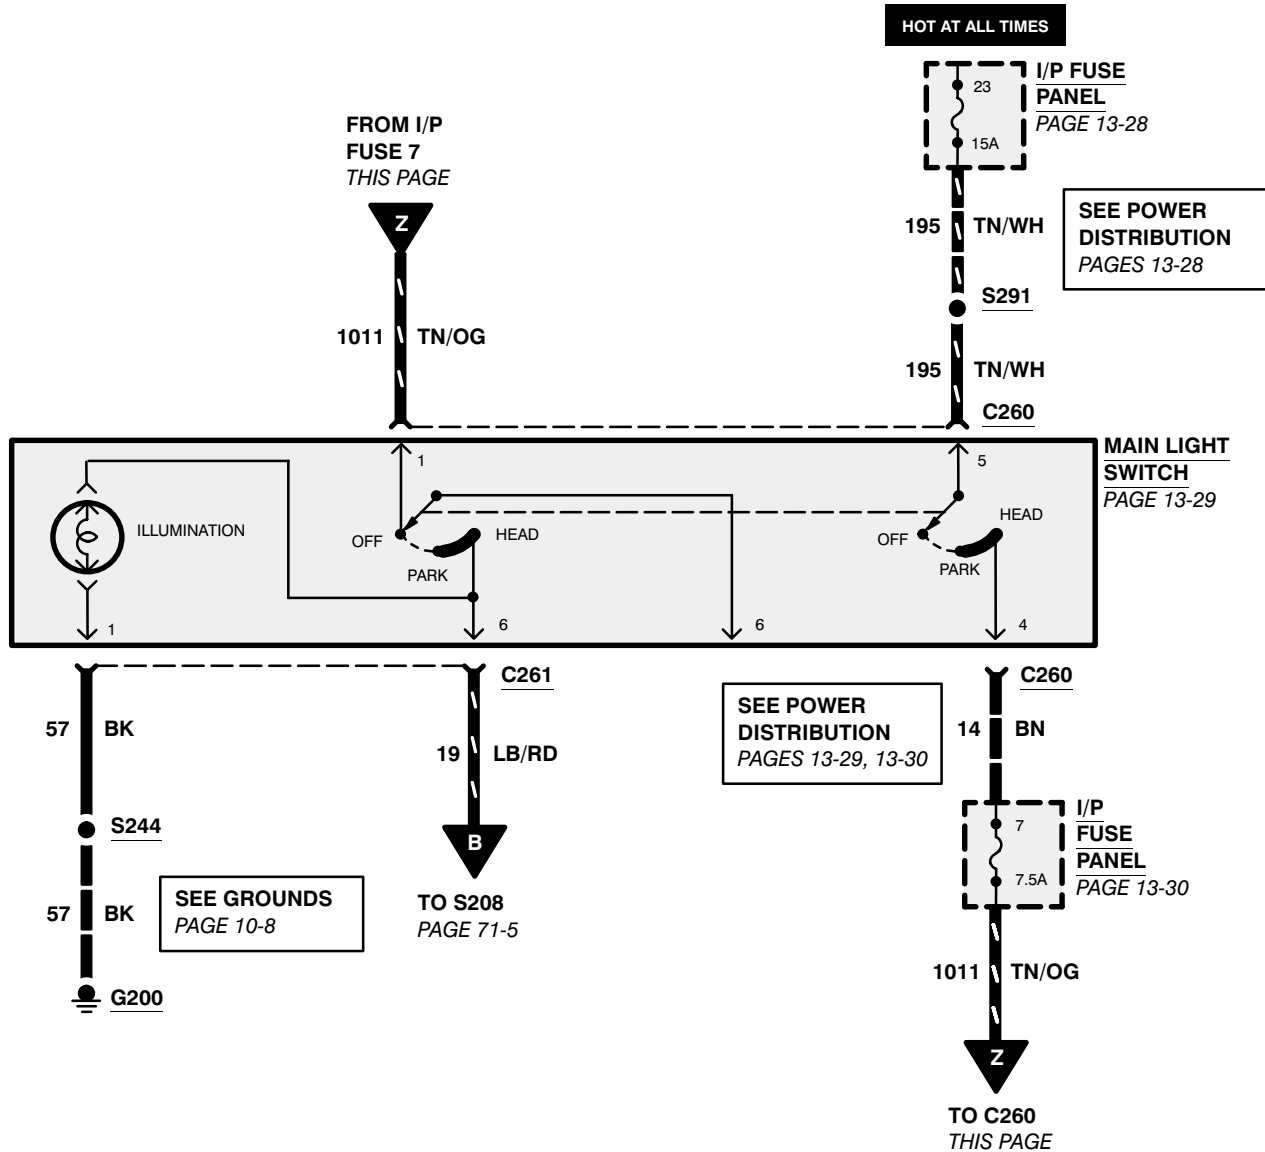 HOT AT ALL TIMES
23
15A
I/P FUSE
PANEL
PAGE 13-28
FROM I/P
FUSE 7
THIS PAGE
Z
195 TN/WH
SEE POWER
DISTRIBUTION
PAGES 13-28
S291
1011 TN/OG
195 TN/WH
C260
MAIN LIGHT
SWITCH
PAGE 13-29
1
5
ILLUMINATION
OFF
HEAD
PARK
OFF
HEAD
PARK
1
6
6
4
C261
C260
57 BK
19 LB/RD
SEE POWER
DISTRIBUTION
PAGES 13-29, 13-30
14 BN
S244
B
7
7.5A
I/P
FUSE
PANEL
PAGE 13-30
57 BK
SEE GROUNDS
PAGE 10-8
TO S208
PAGE 71-5
G200
1011 TN/OG
Z
TO C260
THIS PAGE